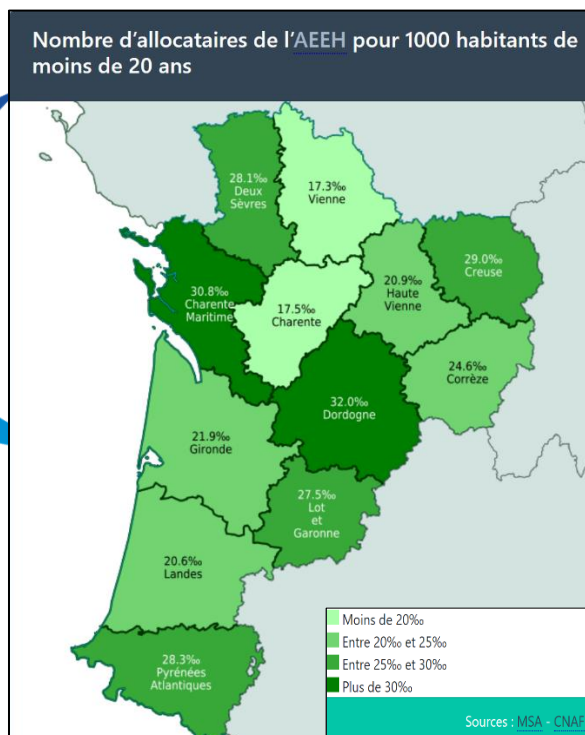 Nombre d'allocataires de l'AEEH pour 1000 habitants de
moins de 20 ans
28.1‰
Deux
Sèvres
17.3‰
Vienne
30.8‰
Charente
Maritime
17.5‰
Charente
20.9‰
Haute
Vienne
29.0‰
Creuse
24.6‰
Corrèze
32.0‰
Dordogne
21.9‰
Gironde
27.5‰
Lot
et
Garonne
20.6‰
Landes
28.3‰
Pyrénées
Atlantiques
Moins de 20‰
Entre 20‰ et 25‰
Entre 25‰ et 30‰
Plus de 30‰
Sources : MSA - CNAF